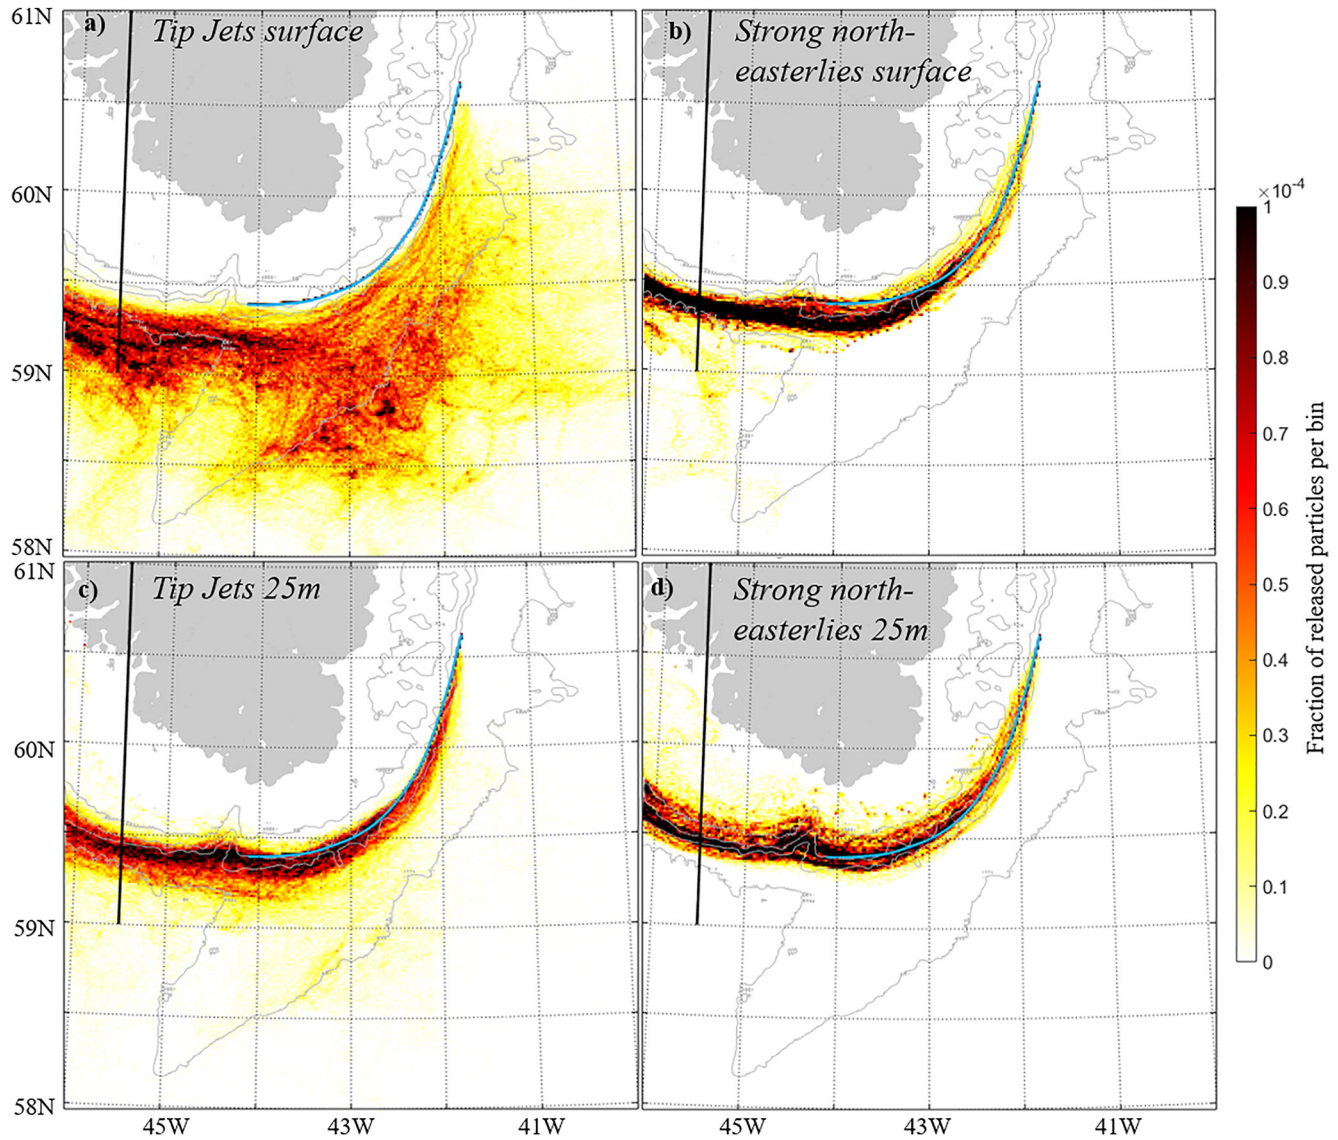 61N
a)
Tip Jets surface
b)
Strong north-
easterlies surface
60N
59N
58N
61N
c)
Tip Jets 25m
d)
Strong north-
easterlies 25m
60N
59N
58N
45W
43W
41W
45W
43W
41W
×10⁻⁴
1
0.9
0.8
0.7
0.6
0.5
0.4
0.3
0.2
0.1
0
Fraction of released particles per bin